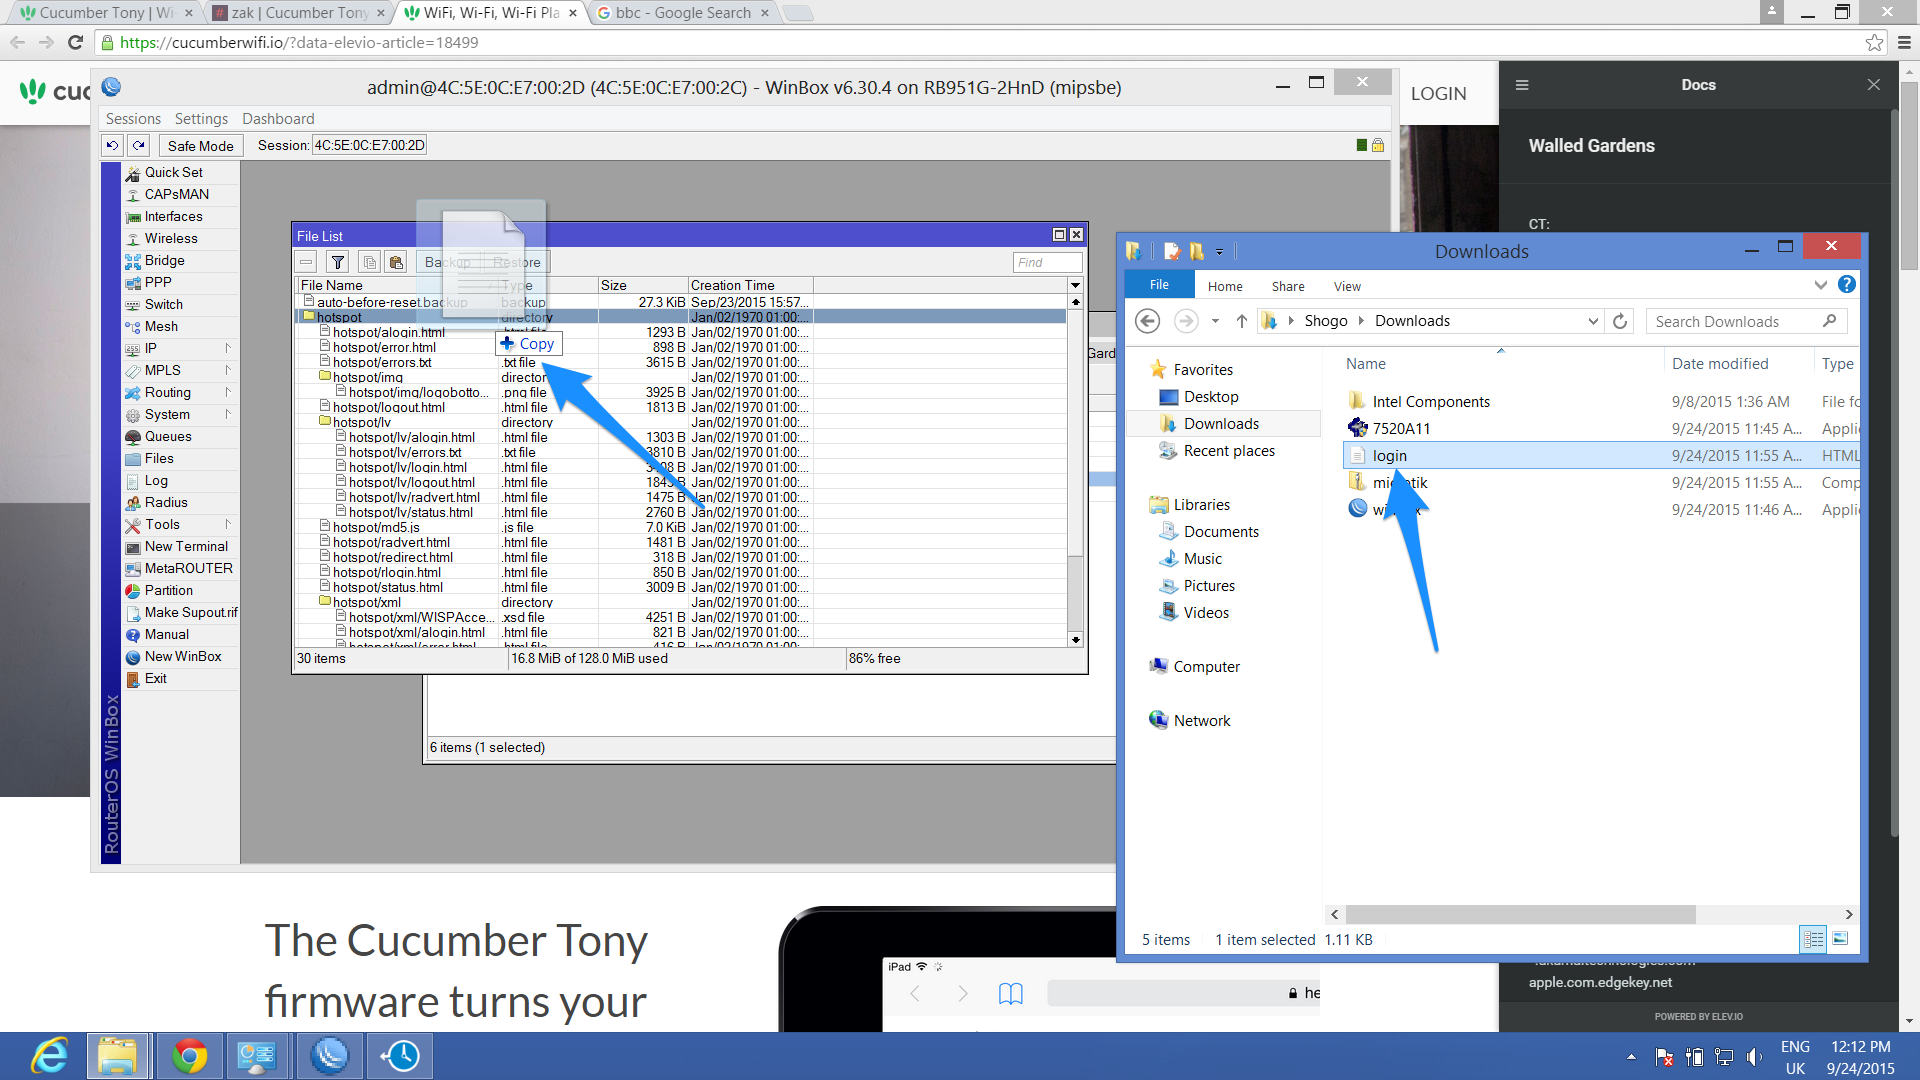 Cucumber Tony | Wi-
zak | Cucumber Tony
WiFi, Wi-Fi, Wi-Fi Pla
bbc - Google Search
https://cucumberwifi.io/?data-elevio-article=18499
cuc
LOGIN
admin@4C:5E:0C:E7:00:2D (4C:5E:0C:E7:00:2C) - WinBox v6.30.4 on RB951G-2HnD (mipsbe)
Sessions Settings Dashboard
Safe Mode Session: 4C:5E:0C:E7:00:2D
Quick Set
CAPsMAN
Interfaces
Wireless
Bridge
PPP
Switch
Mesh
IP
MPLS
Routing
System
Queues
Files
Log
Radius
Tools
New Terminal
MetaROUTER
Partition
Make Supout.rif
Manual
New WinBox
Exit
RouterOS WinBox
File List
Backup Restore Find
File Name Type Size Creation Time
auto-before-reset.backup backup 27.3 KiB Sep/23/2015 15:57...
hotspot directory Jan/02/1970 01:00:...
hotspot/alogin.html .html file 1293 B Jan/02/1970 01:00:...
hotspot/error.html 898 B Jan/02/1970 01:00:...
hotspot/errors.txt .txt file 3615 B Jan/02/1970 01:00:...
hotspot/img directory Jan/02/1970 01:00:...
hotspot/img/logobotto... .png file 3925 B Jan/02/1970 01:00:...
hotspot/logout.html .html file 1813 B Jan/02/1970 01:00:...
hotspot/lv directory Jan/02/1970 01:00:...
hotspot/lv/alogin.html .html file 1303 B Jan/02/1970 01:00:...
hotspot/lv/errors.txt .txt file 3810 B Jan/02/1970 01:00:...
hotspot/lv/login.html .html file Jan/02/1970 01:00:...
hotspot/lv/logout.html .html file Jan/02/1970 01:00:...
hotspot/lv/radvert.html .html file 1475 B Jan/02/1970 01:00:...
hotspot/lv/status.html .html file 2760 B Jan/02/1970 01:00:...
hotspot/md5.js .js file 7.0 KiB Jan/02/1970 01:00:...
hotspot/radvert.html .html file 1481 B Jan/02/1970 01:00:...
hotspot/redirect.html .html file 318 B Jan/02/1970 01:00:...
hotspot/rlogin.html .html file 850 B Jan/02/1970 01:00:...
hotspot/status.html .html file 3009 B Jan/02/1970 01:00:...
hotspot/xml directory Jan/02/1970 01:00:...
hotspot/xml/WISPAcce... .xsd file 4251 B Jan/02/1970 01:00:...
hotspot/xml/alogin.html .html file 821 B Jan/02/1970 01:00:...
hotspot/xml/error.html .html file 416 B Jan/02/1970 01:00:...
30 items 16.8 MiB of 128.0 MiB used 86% free
Copy
Gard
6 items (1 selected)
Downloads
File Home Share View
Shogo Downloads
Search Downloads
Favorites
Desktop
Downloads
Recent places
Libraries
Documents
Music
Pictures
Videos
Computer
Network
Name Date modified Type
Intel Components 9/8/2015 1:36 AM File fo
7520A11 9/24/2015 11:45 A... Appli
login 9/24/2015 11:55 A... HTML
9/24/2015 11:55 A... Comp
9/24/2015 11:46 A... Appli
5 items 1 item selected 1.11 KB
Docs
Walled Gardens
CT:
apple.com.edgekey.net
POWERED BY ELEV.IO
The Cucumber Tony
firmware turns your
iPad
he
ENG
UK
12:12 PM
9/24/2015